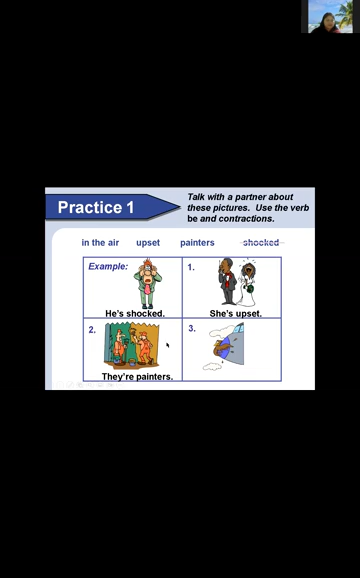 Practice 1
Talk with a partner about
these pictures. Use the verb
be and contractions.
in the air upset painters shocked
Example:
He's shocked.
1.
She's upset.
2.
They're painters.
3.